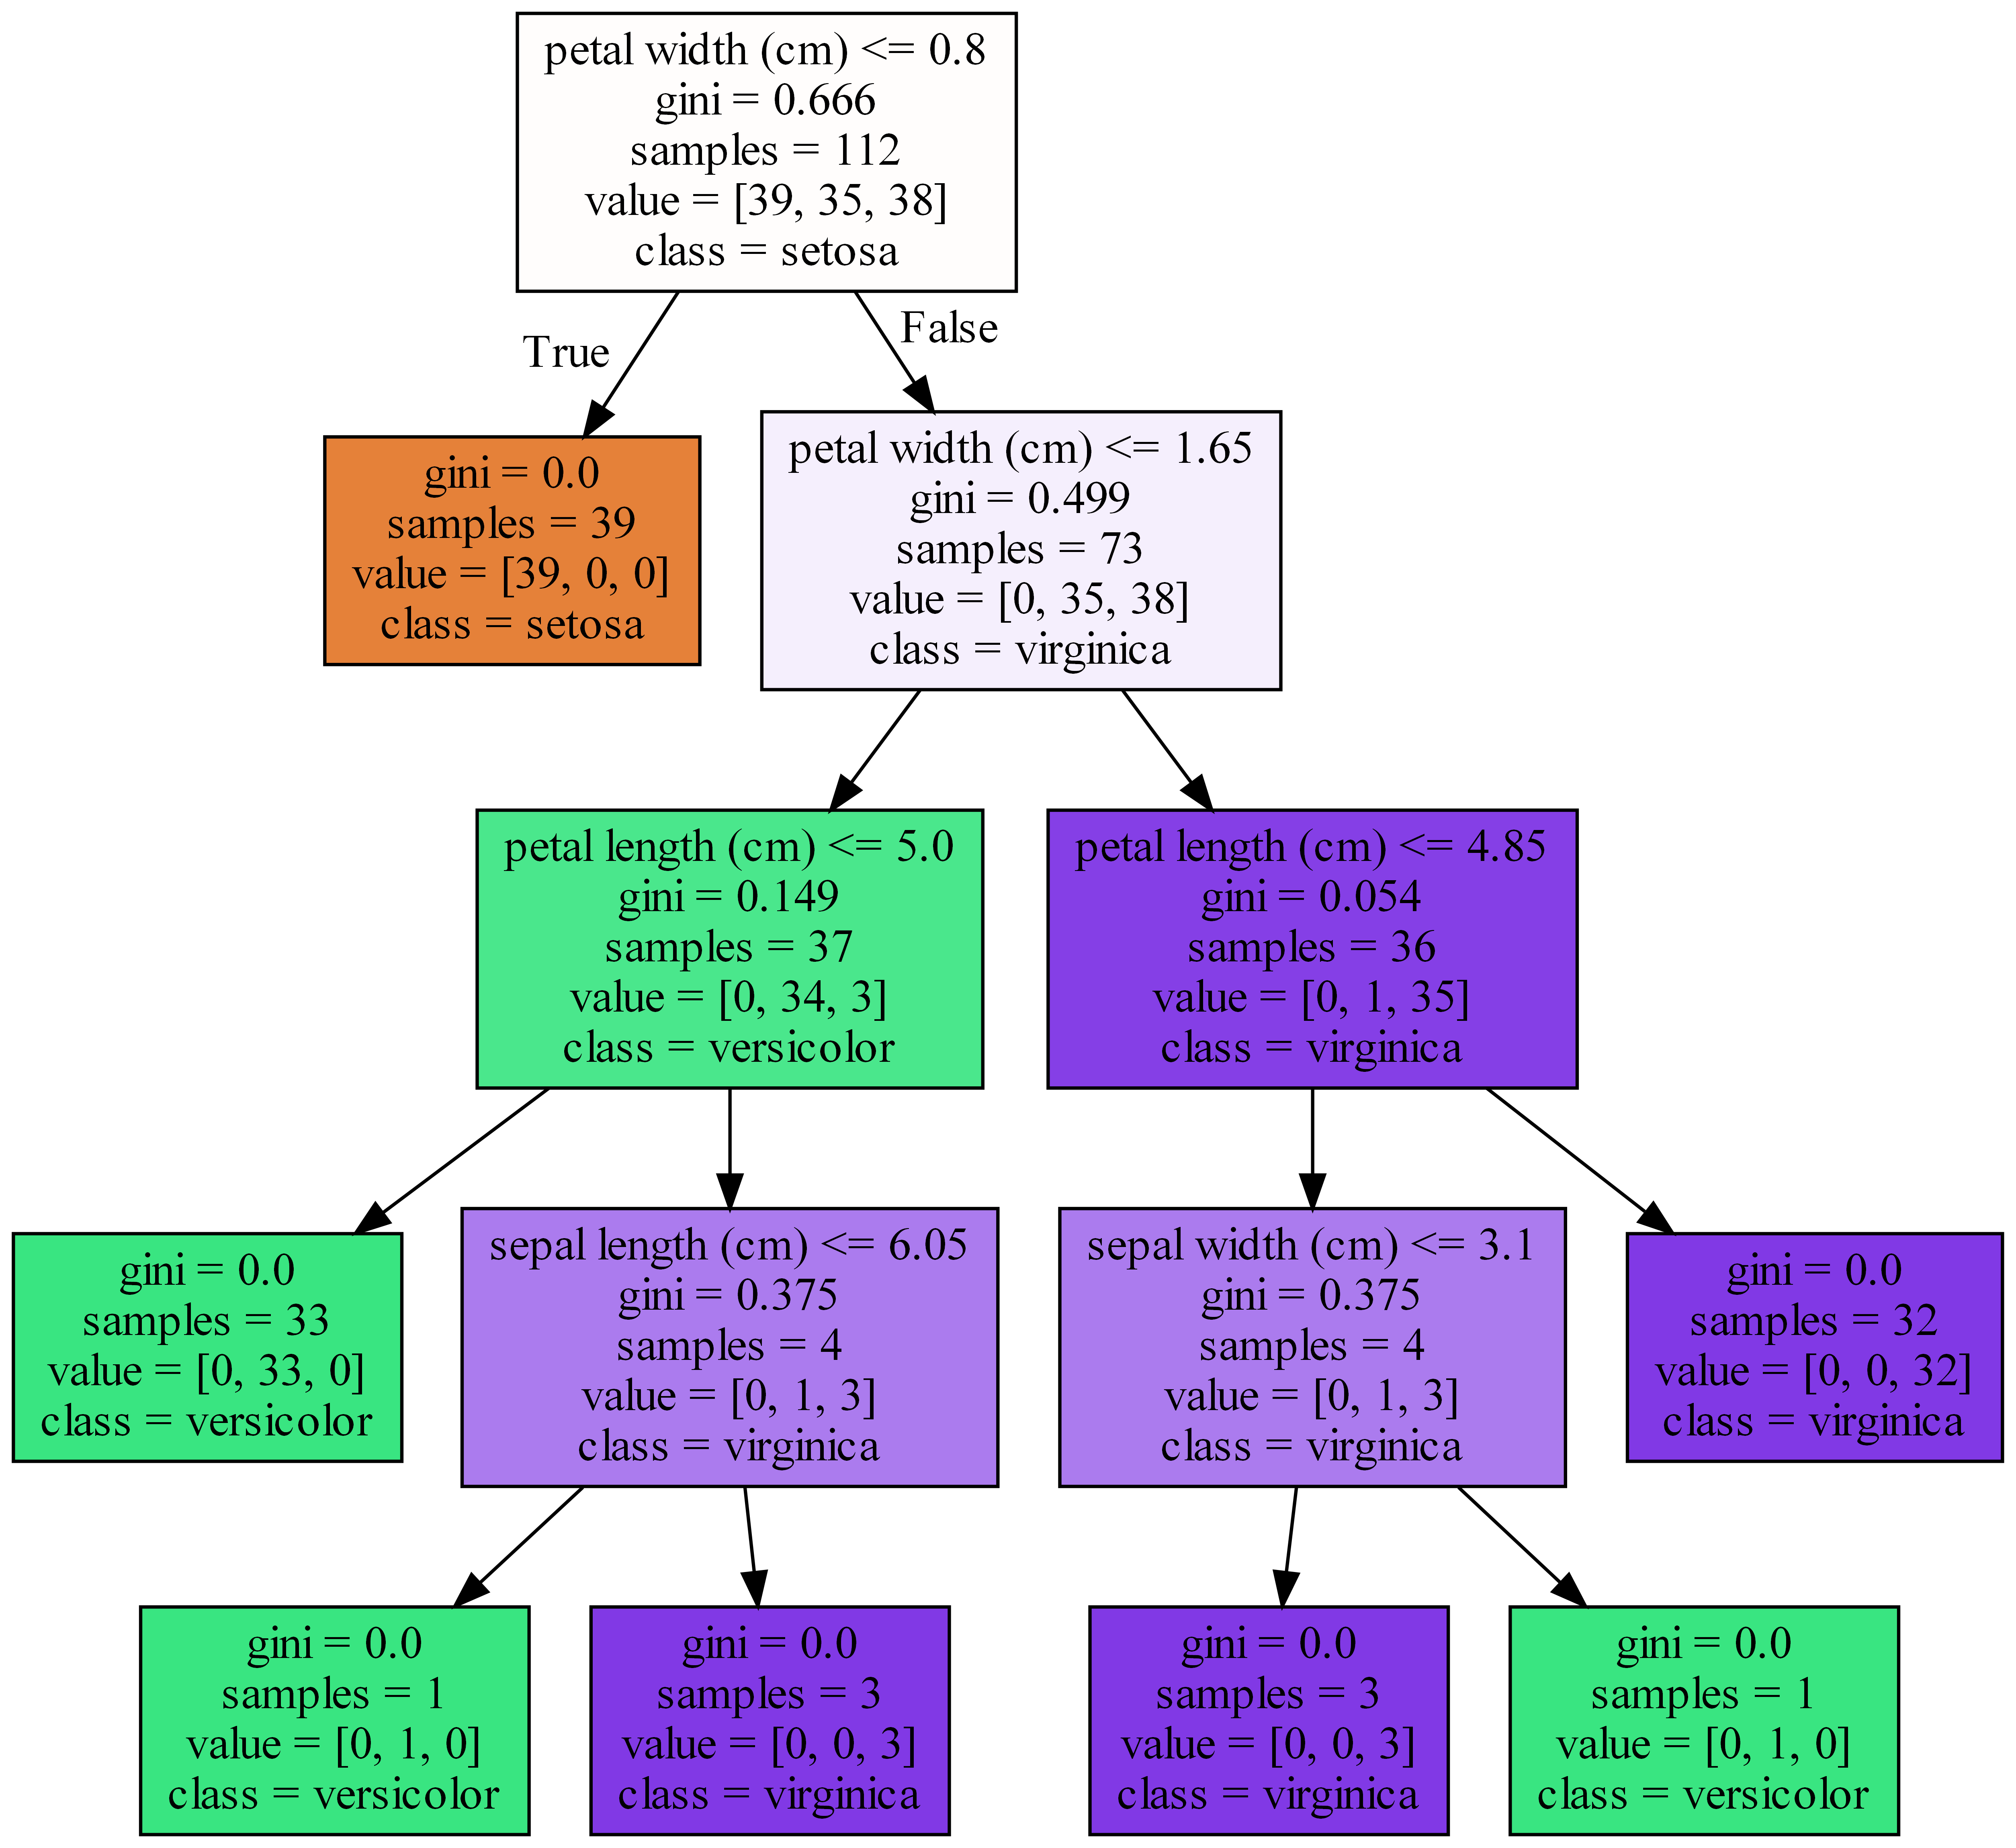 petal width (cm) <= 0.8
gini = 0.666
samples = 112
value = [39, 35, 38]
class = setosa
True
False
gini = 0.0
samples = 39
value = [39, 0, 0]
class = setosa
petal width (cm) <= 1.65
gini = 0.499
samples = 73
value = [0, 35, 38]
class = virginica
petal length (cm) <= 5.0
gini = 0.149
samples = 37
value = [0, 34, 3]
class = versicolor
petal length (cm) <= 4.85
gini = 0.054
samples = 36
value = [0, 1, 35]
class = virginica
gini = 0.0
samples = 33
value = [0, 33, 0]
class = versicolor
sepal length (cm) <= 6.05
gini = 0.375
samples = 4
value = [0, 1, 3]
class = virginica
sepal width (cm) <= 3.1
gini = 0.375
samples = 4
value = [0, 1, 3]
class = virginica
gini = 0.0
samples = 32
value = [0, 0, 32]
class = virginica
gini = 0.0
samples = 1
value = [0, 1, 0]
class = versicolor
gini = 0.0
samples = 3
value = [0, 0, 3]
class = virginica
gini = 0.0
samples = 3
value = [0, 0, 3]
class = virginica
gini = 0.0
samples = 1
value = [0, 1, 0]
class = versicolor